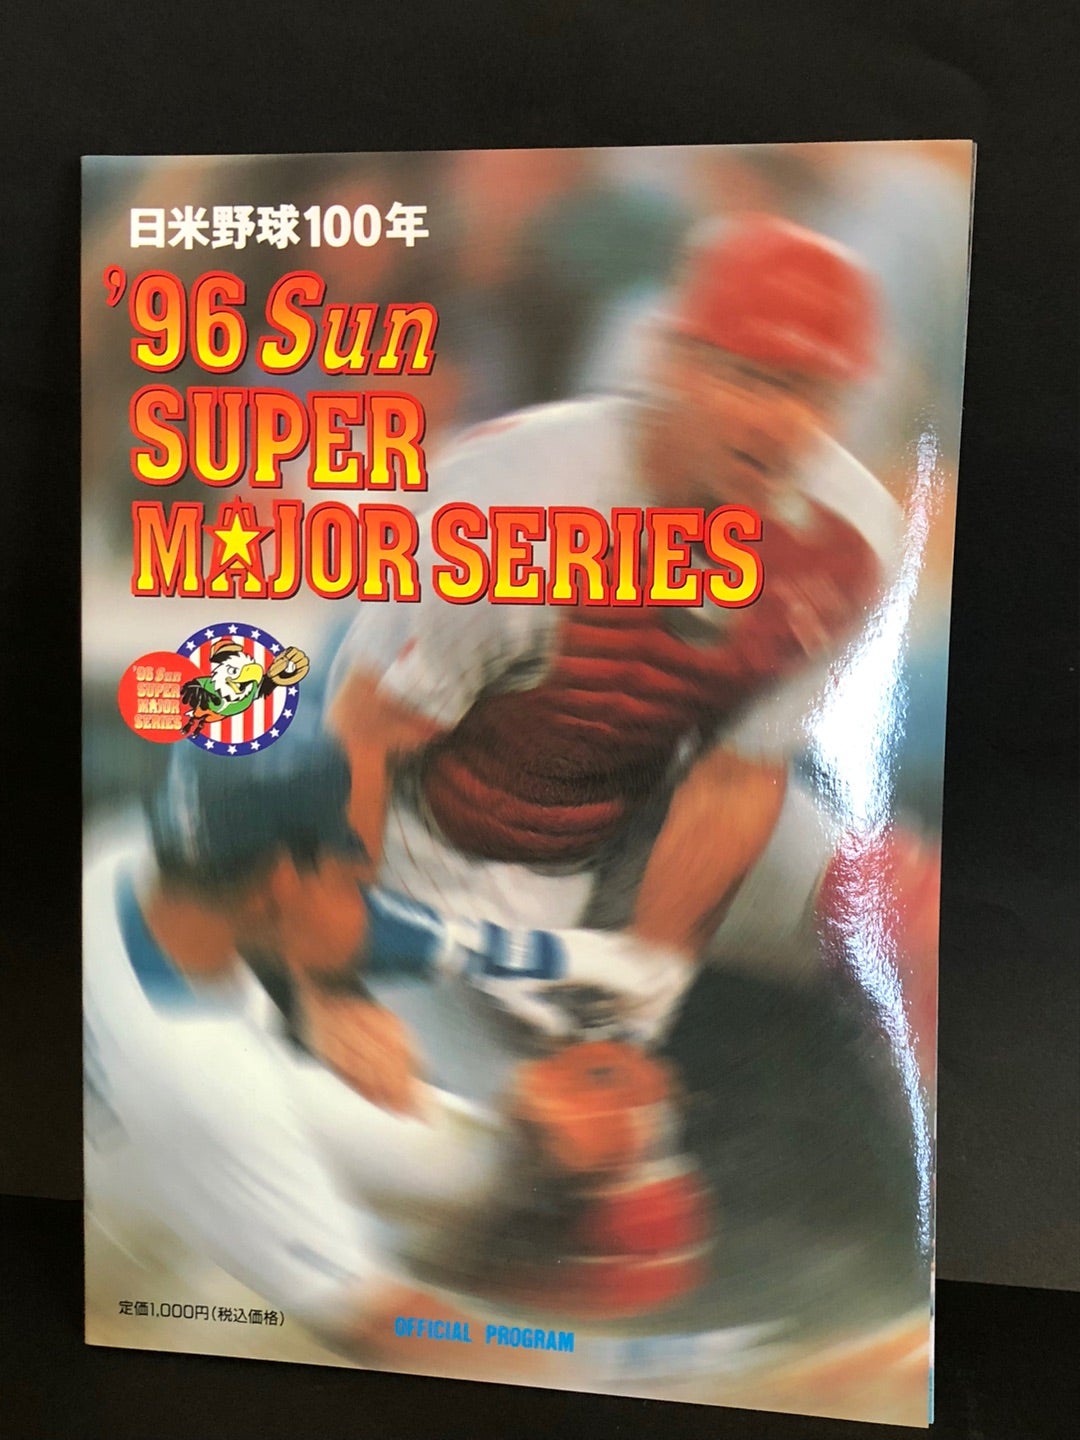 日米野球100年
'96 Sun
SUPER
MAJOR SERIES
'96 Sun
SUPER
MAJOR
SERIES
定価1,000円(税込価格)
OFFICIAL PROGRAM